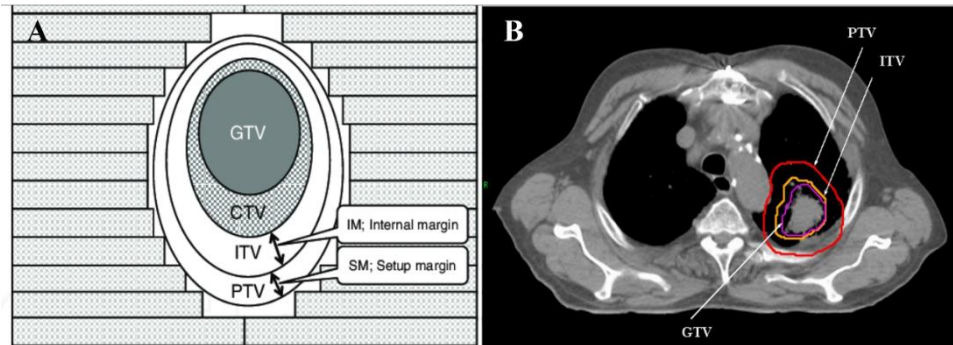 A
GTV
CTV
IM; Internal margin
ITV
SM; Setup margin
PTV
B
PTV
ITV
GTV